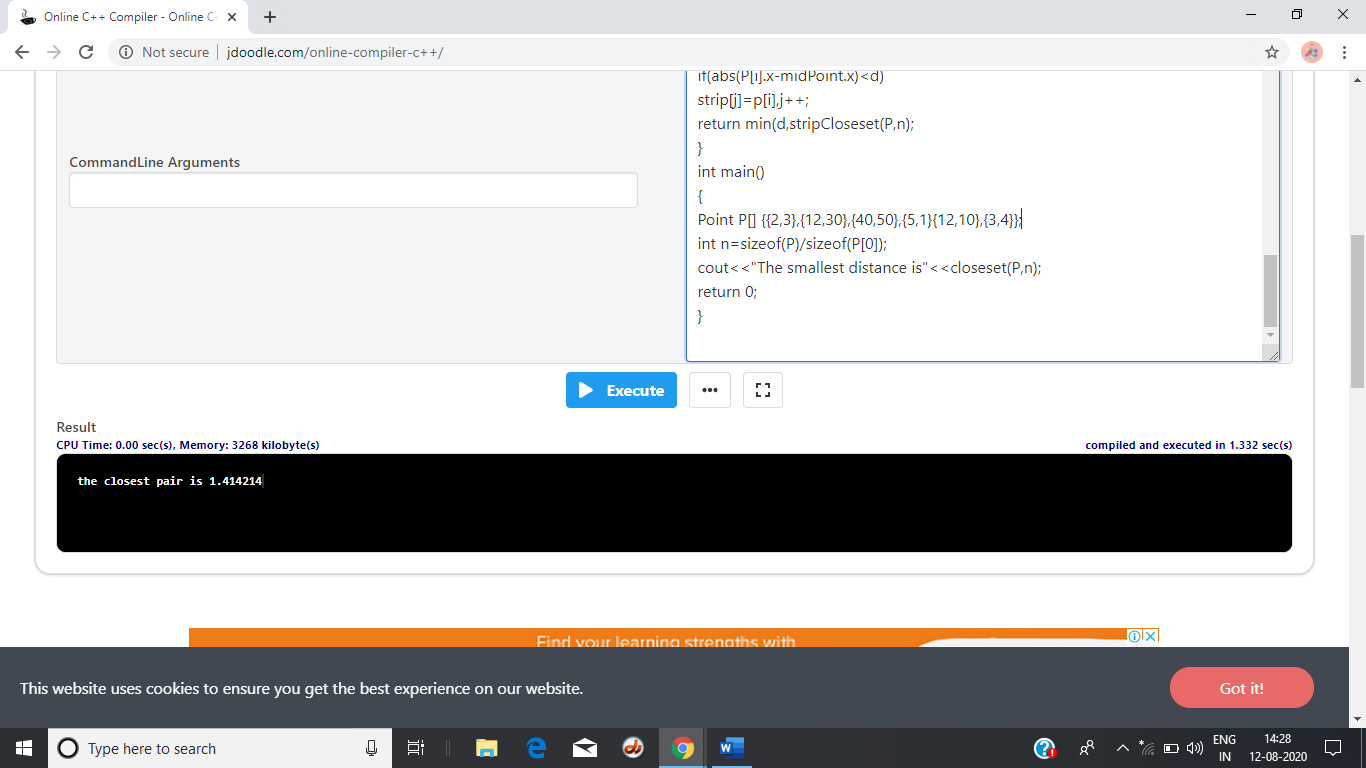 Online C++ Compiler - Online C
Not secure | jdoodle.com/online-compiler-c++/
if(abs(P[i].x-midPoint.x)<d)
strip[j]=p[i],j++;
return min(d,stripCloseset(P,n);
}
int main()
{
Point P[] {{2,3},{12,30},{40,50},{5,1}{12,10},{3,4}};
int n=sizeof(P)/sizeof(P[0]);
cout<<"The smallest distance is"<<closeset(P,n);
return 0;
}
CommandLine Arguments
Execute
Result
CPU Time: 0.00 sec(s), Memory: 3268 kilobyte(s)
compiled and executed in 1.332 sec(s)
the closest pair is 1.414214
Find your learning strengths with
This website uses cookies to ensure you get the best experience on our website.
Got it!
Type here to search
ENG
IN
14:28
12-08-2020